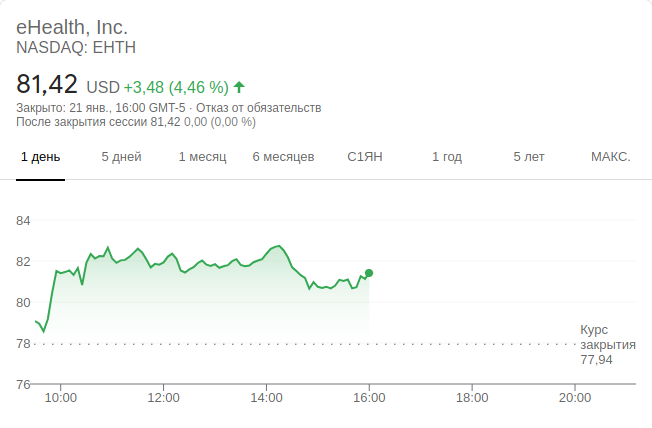 eHealth, Inc.
NASDAQ: EHTH
81,42 USD +3,48 (4,46 %)
Закрыто: 21 янв., 16:00 GMT-5 · Отказ от обязательств
После закрытия сессии 81,42 0,00 (0,00 %)
1 день 5 дней 1 месяц 6 месяцев С1ЯН 1 год 5 лет МАКС.
84
82
80
Курс
78 закрытия
77,94
76
10:00 12:00 14:00 16:00 18:00 20:00